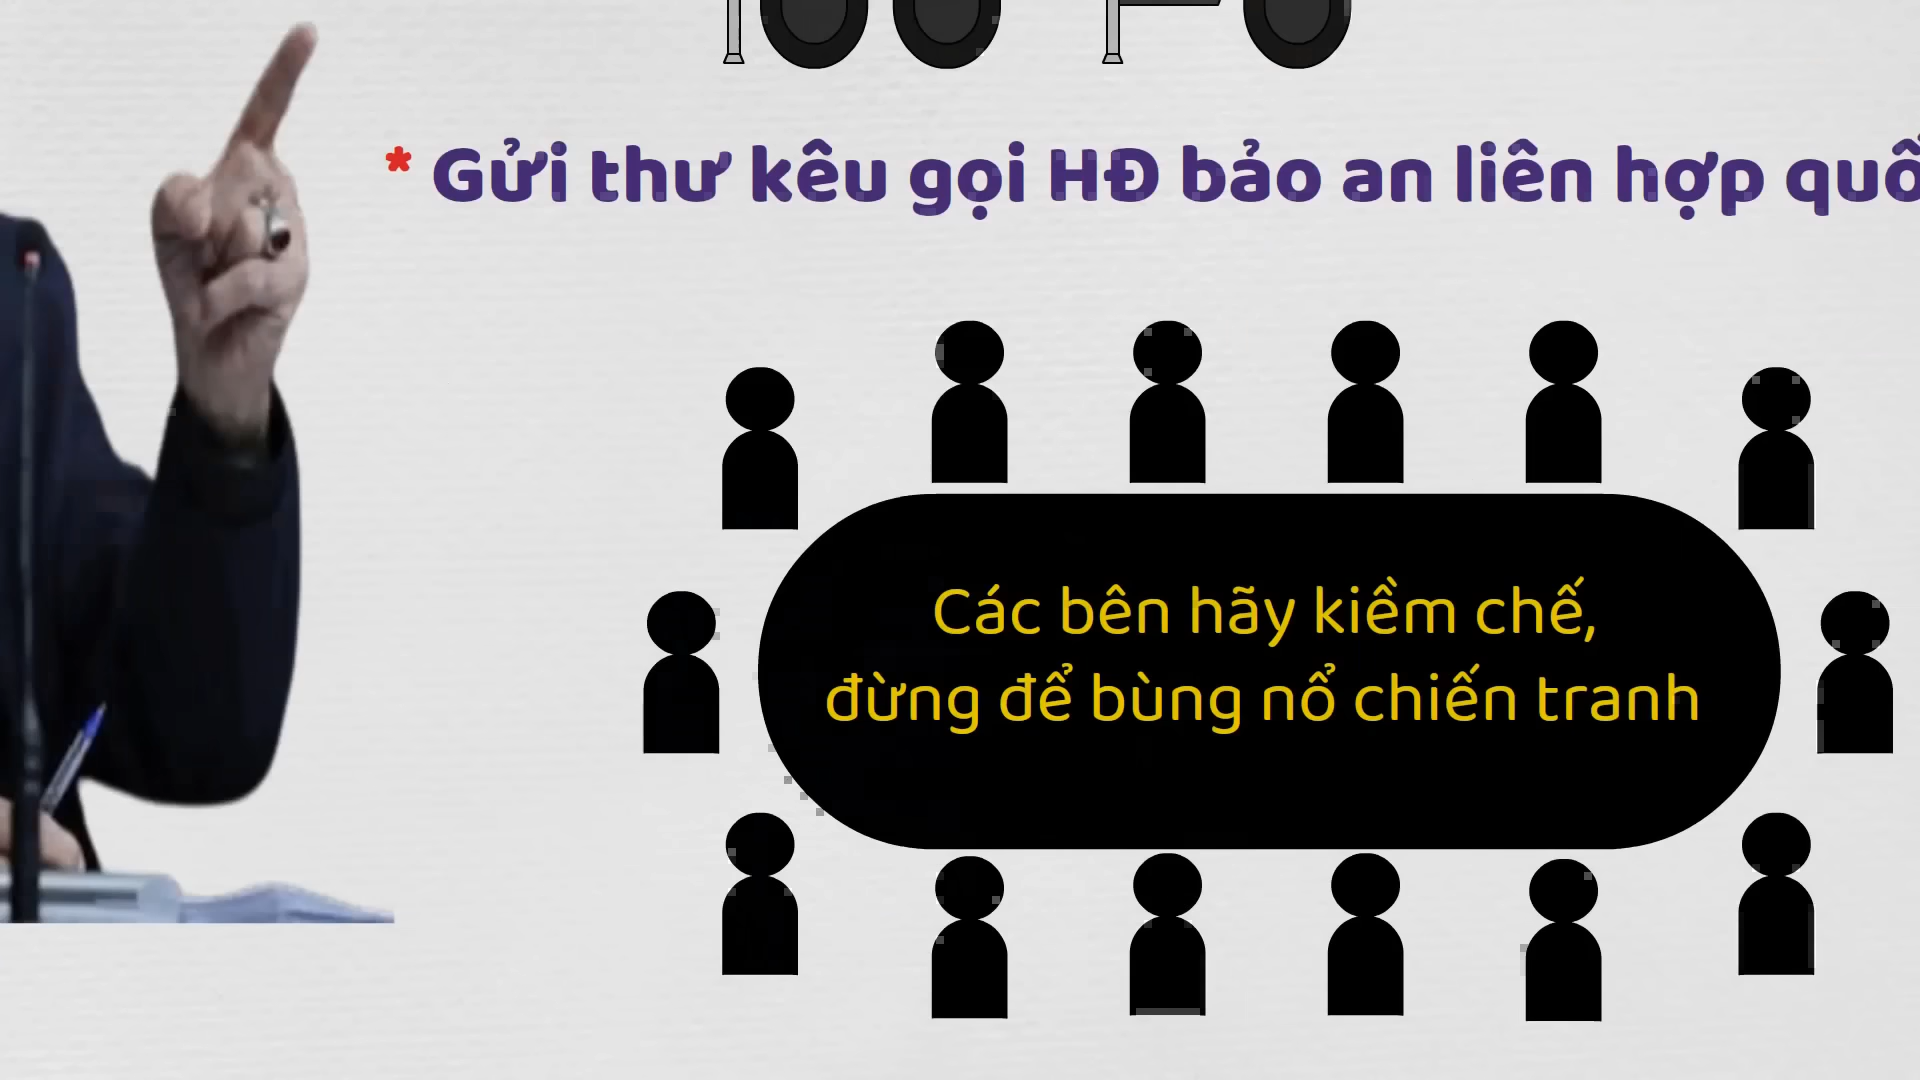 * Gửi thư kêu gọi HĐ bảo an liên hợp quố
Các bên hãy kiềm chế,
đừng để bùng nổ chiến tranh